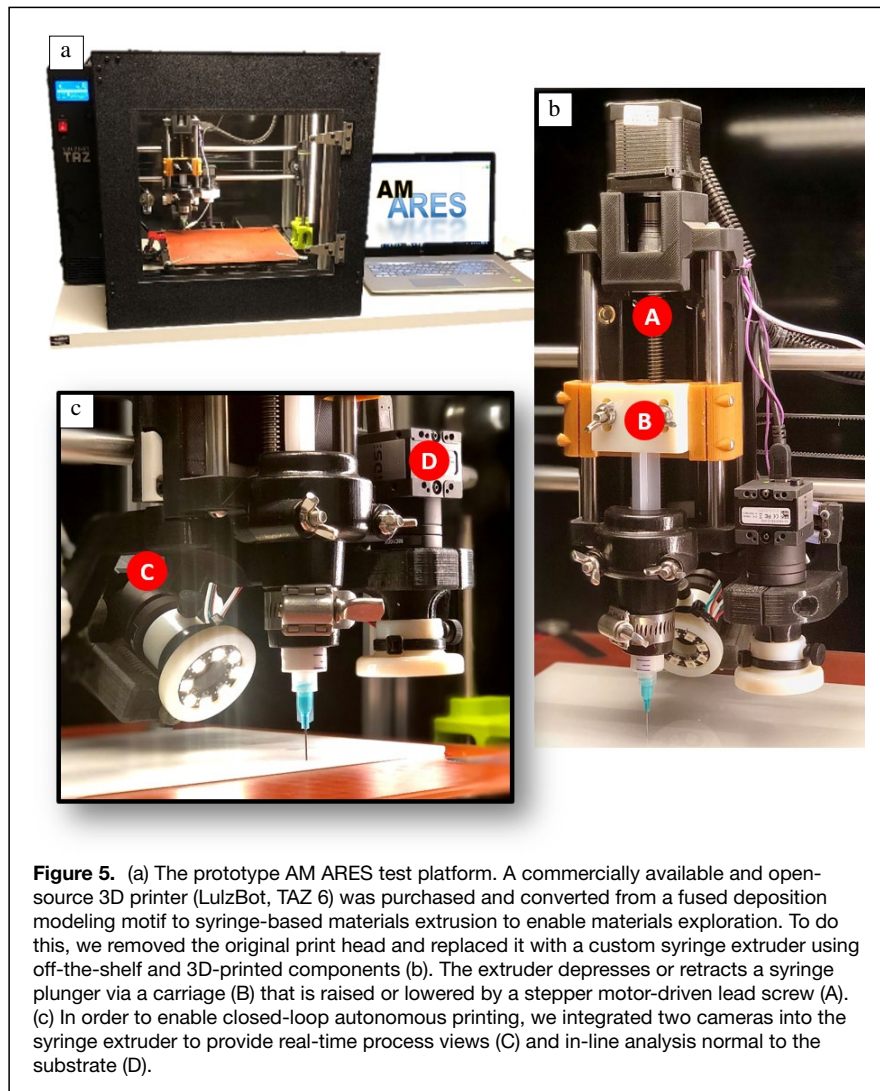 a
TAZ
AM
ARES
b
A
B
c
D
C
Figure 5. (a) The prototype AM ARES test platform. A commercially available and open-
source 3D printer (LulzBot, TAZ 6) was purchased and converted from a fused deposition
modeling motif to syringe-based materials extrusion to enable materials exploration. To do
this, we removed the original print head and replaced it with a custom syringe extruder using
off-the-shelf and 3D-printed components (b). The extruder depresses or retracts a syringe
plunger via a carriage (B) that is raised or lowered by a stepper motor-driven lead screw (A).
(c) In order to enable closed-loop autonomous printing, we integrated two cameras into the
syringe extruder to provide real-time process views (C) and in-line analysis normal to the
substrate (D).